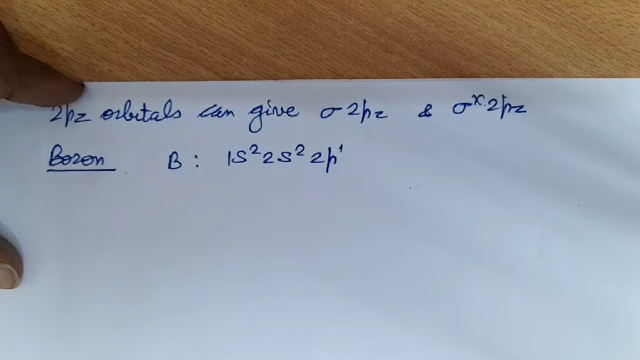 2pz orbitals can give σ2pz & σ* 2pz
Boron B : 1s² 2s² 2p¹